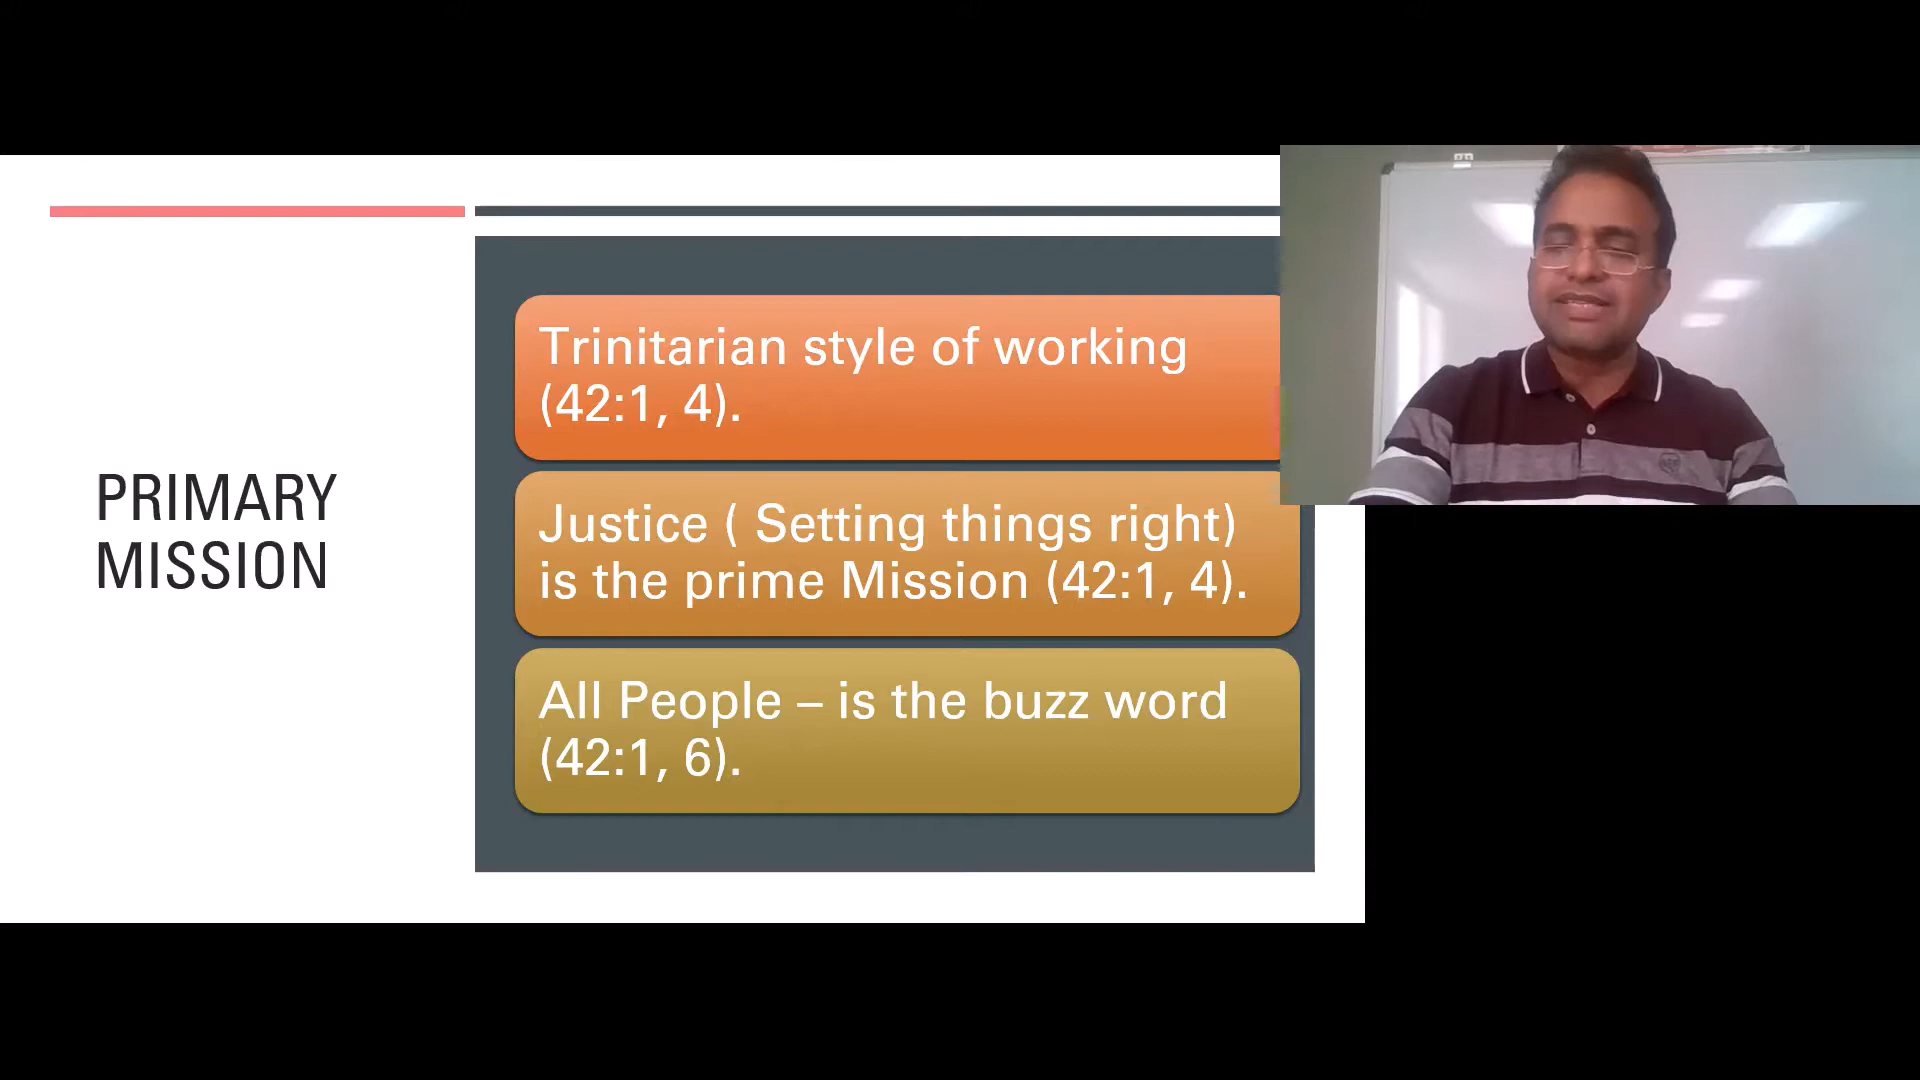 PRIMARY
MISSION
Trinitarian style of working
(42:1, 4).
Justice ( Setting things right)
is the prime Mission (42:1, 4).
All People – is the buzz word
(42:1, 6).